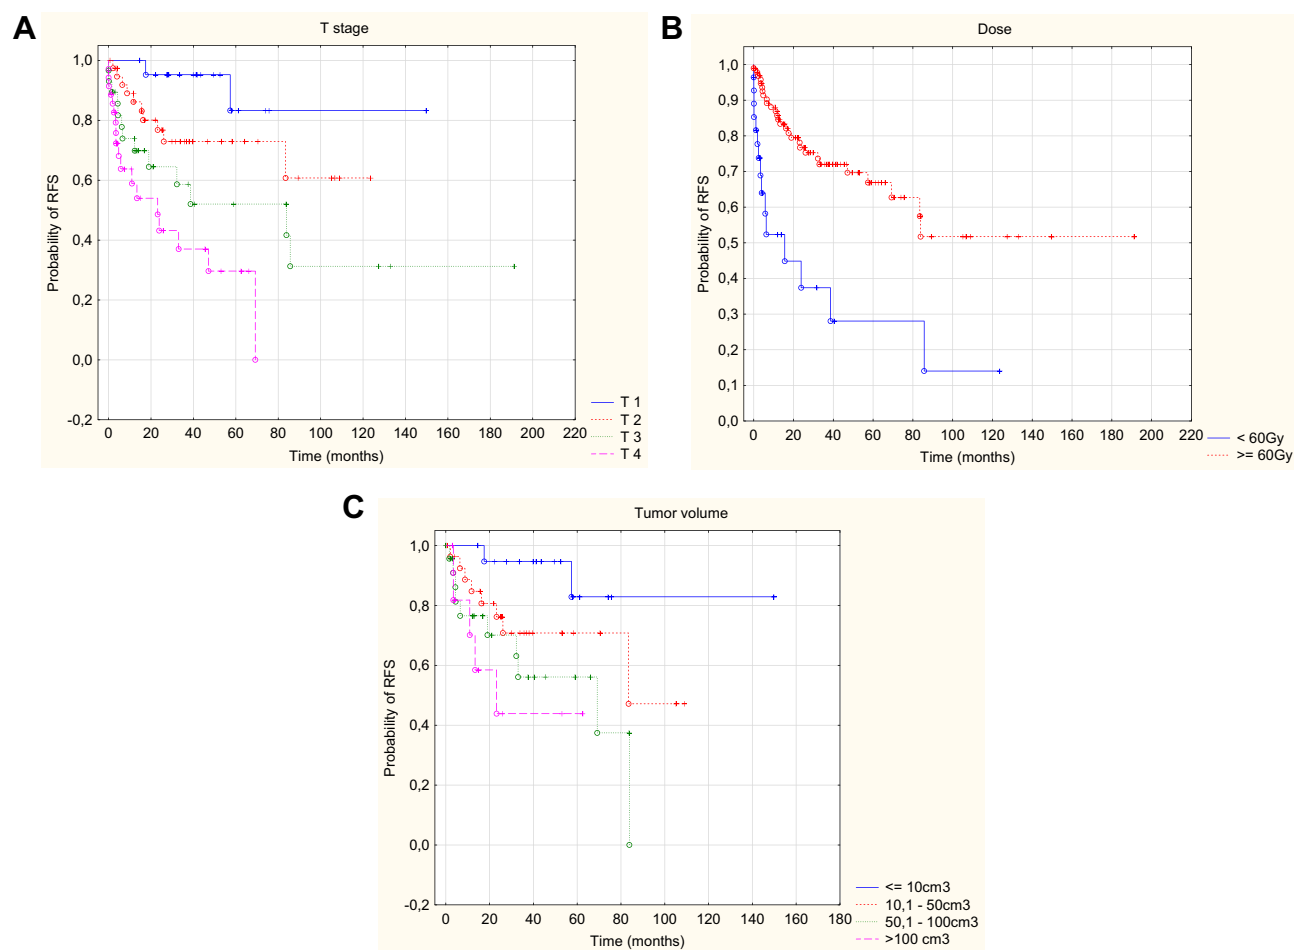 A
T stage
1,0
0,8
0,6
0,4
0,2
0,0
-0,2
Probability of RFS
0 20 40 60 80 100 120 140 160 180 200 220
Time (months)
T 1
T 2
T 3
T 4
B
Dose
1,0
0,9
0,8
0,7
0,6
0,5
0,4
0,3
0,2
0,1
0,0
Probability of RFS
0 20 40 60 80 100 120 140 160 180 200 220
Time (months)
< 60Gy
>= 60Gy
C
Tumor volume
1,0
0,8
0,6
0,4
0,2
0,0
-0,2
Probability of RFS
0 20 40 60 80 100 120 140 160 180
Time (months)
<= 10cm3
10,1 - 50cm3
50,1 - 100cm3
>100 cm3